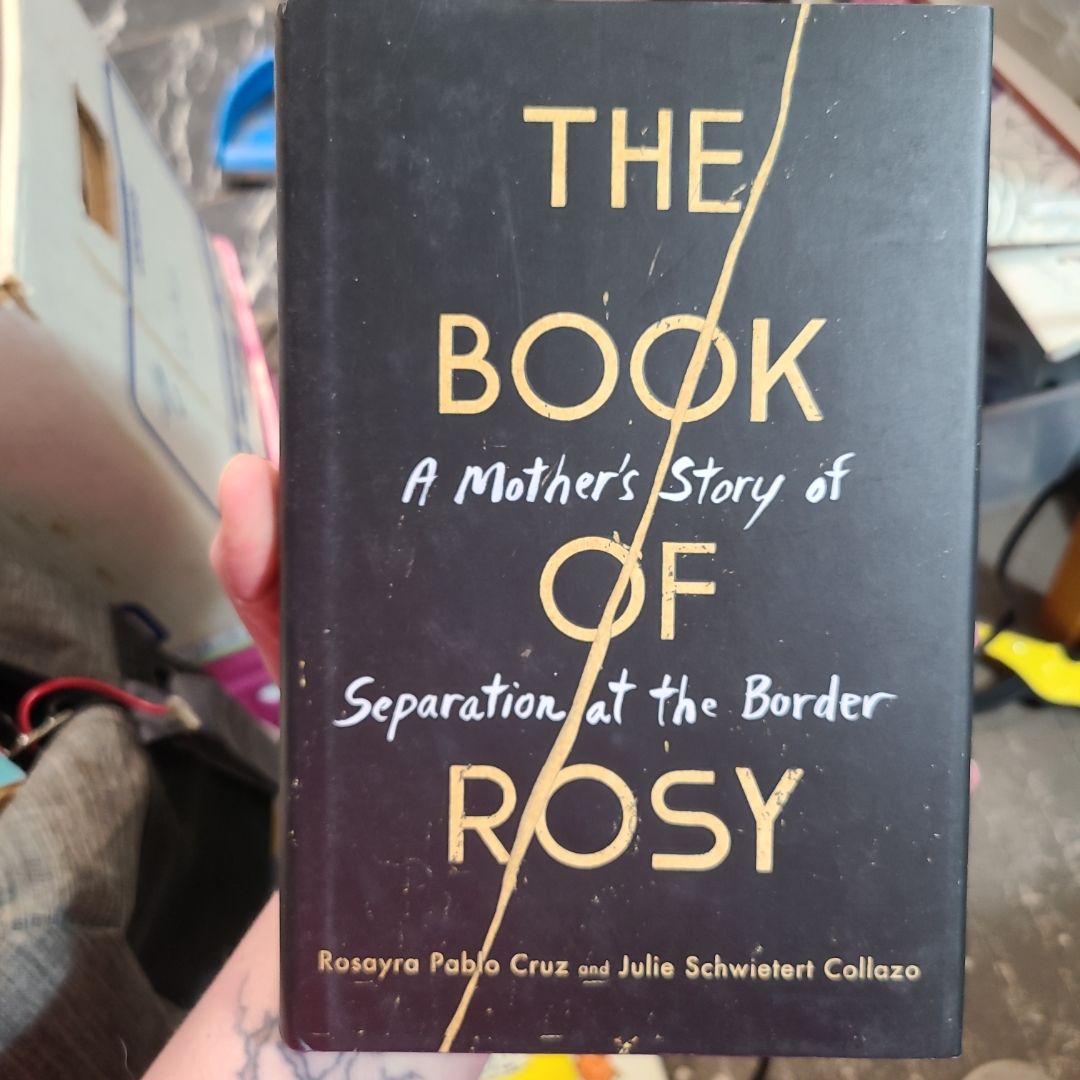 THE
BOOK
A Mother's Story of
OF
Separation at the Border
ROSY
Rosayra Pablo Cruz and Julie Schwietert Collazo